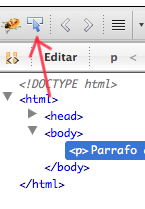 Editar p <
<!DOCTYPE html>
<html>
<head>
<body>
<p>Parrafo
</body>
</html>